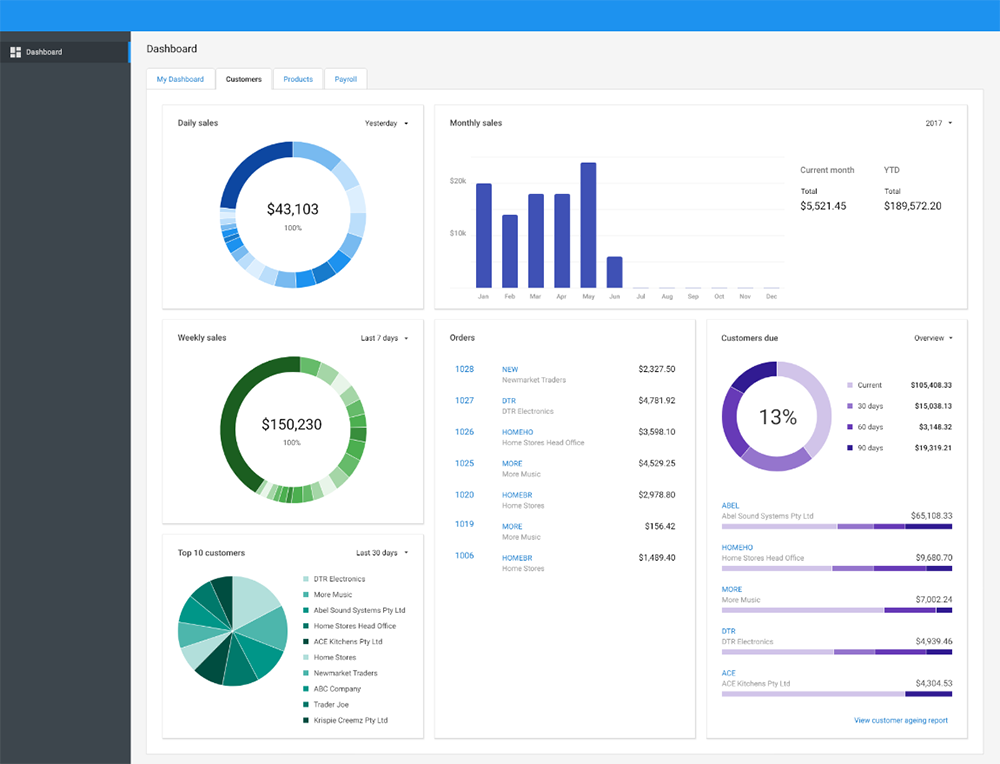 Dashboard
Dashboard
My Dashboard Customers Products Payroll
Daily sales Yesterday
$43,103
100%
Monthly sales 2017
$20k
$10k
Jan Feb Mar Apr May Jun Jul Aug Sep Oct Nov Dec
Current month YTD
Total Total
$5,521.45 $189,572.20
Weekly sales Last 7 days
$150,230
100%
Top 10 customers Last 30 days
DTR Electronics
More Music
Abel Sound Systems Pty Ltd
Home Stores Head Office
ACE Kitchens Pty Ltd
Home Stores
Newmarket Traders
ABC Company
Trader Joe
Krispie Creemz Pty Ltd
Orders
1028 NEW $2,327.50
Newmarket Traders
1027 DTR $4,781.92
DTR Electronics
1026 HOMEHO $3,598.10
Home Stores Head Office
1025 MORE $4,529.25
More Music
1020 HOMEBR $2,978.80
Home Stores
1019 MORE $156.42
More Music
1006 HOMEBR $1,489.40
Home Stores
Customers due Overview
13%
Current $105,408.33
30 days $15,038.13
60 days $3,148.32
90 days $19,319.21
ABEL
Abel Sound Systems Pty Ltd $65,108.33
HOMEHO
Home Stores Head Office $9,680.70
MORE
More Music $7,002.24
DTR
DTR Electronics $4,939.46
ACE
ACE Kitchens Pty Ltd $4,304.53
View customer ageing report